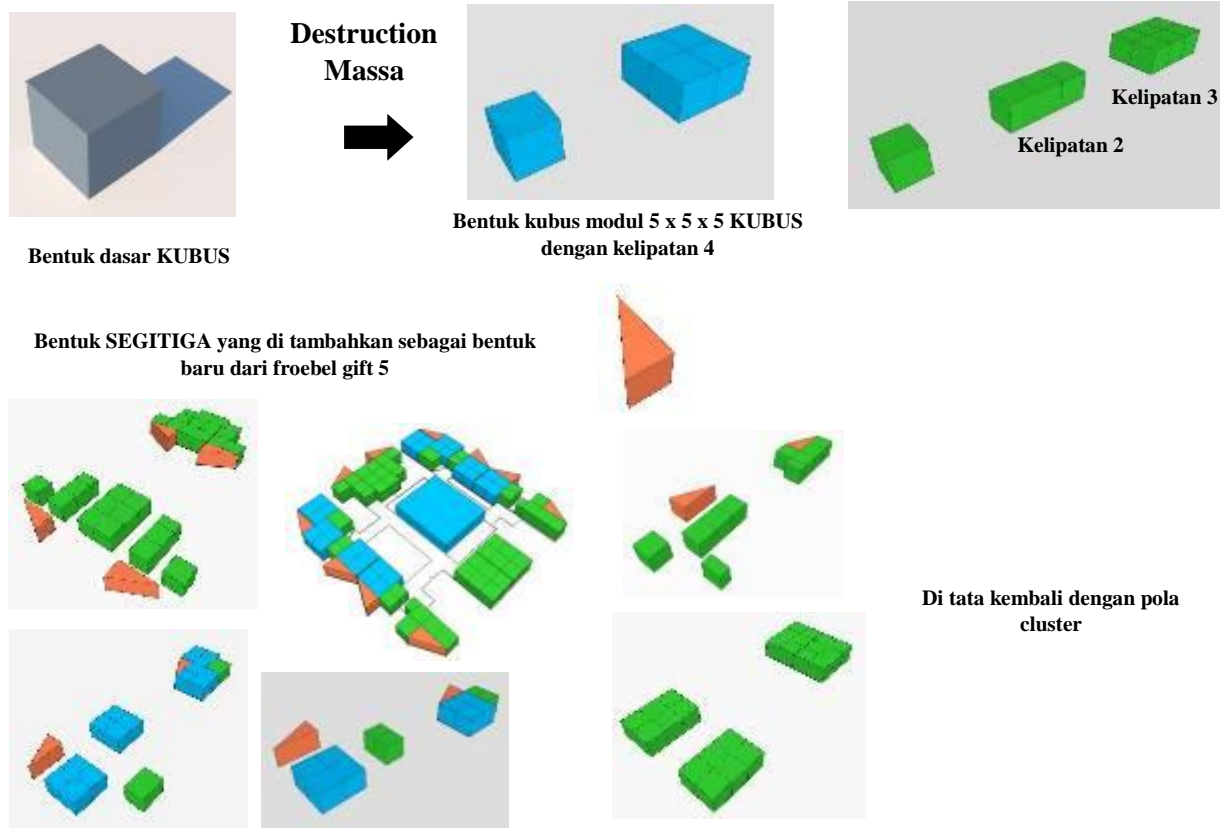 Destruction
Massa
Kelipatan 3
Kelipatan 2
Bentuk kubus modul 5 x 5 x 5 KUBUS
dengan kelipatan 4
Bentuk dasar KUBUS
Bentuk SEGITIGA yang di tambahkan sebagai bentuk
baru dari froebel gift 5
Di tata kembali dengan pola
cluster